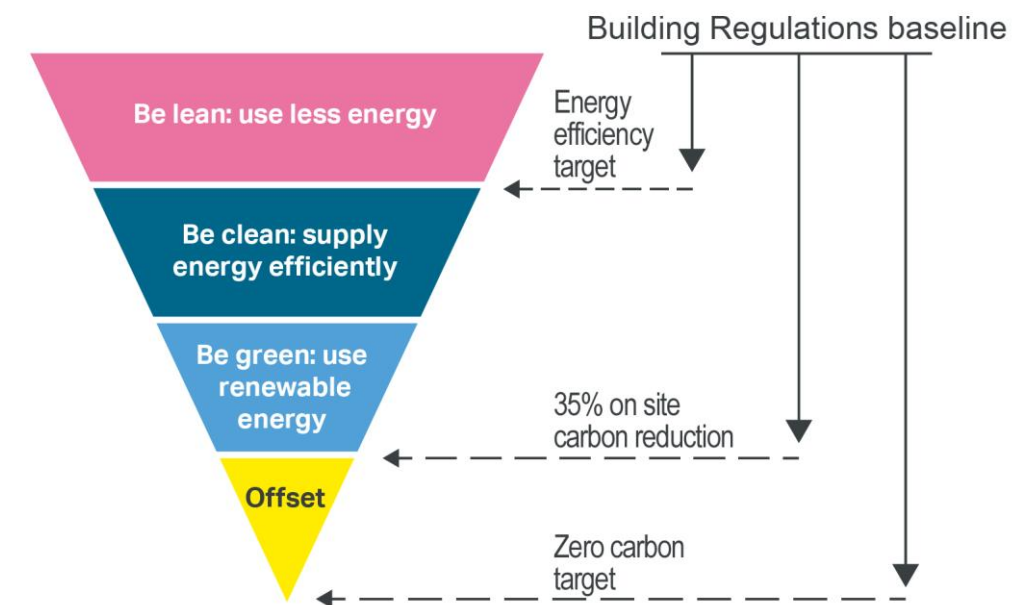 Building Regulations baseline
Be lean: use less energy
Energy
efficiency
target
Be clean: supply
energy efficiently
Be green: use
renewable
energy
35% on site
carbon reduction
Offset
Zero carbon
target